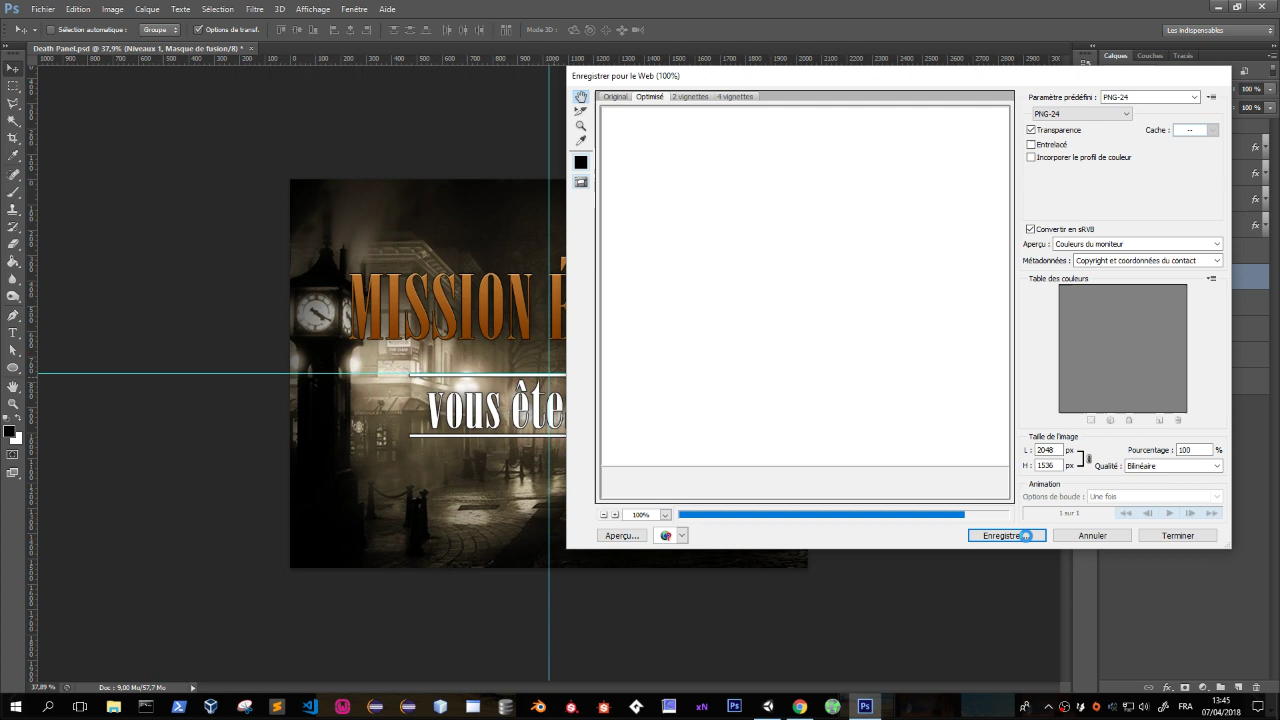 Ps Fichier Edition Image Calque Texte Sélection Filtre 3D Affichage Fenêtre Aide
Sélection automatique : Groupe Options de transf. Mode 3D : Les indispensables
Death Panel.psd @ 37,9% (Niveaux 1, Masque de fusion/8) *
Calques Couches Tracés
Enregistrer pour le Web (100%)
Original Optimisé 2 vignettes 4 vignettes
Paramètre prédéfini : PNG-24
PNG-24
Transparence Cache : --
Entrelacé
Incorporer le profil de couleur
Convertir en sRVB
Aperçu : Couleurs du moniteur
Métadonnées : Copyright et coordonnées du contact
Table des couleurs
100 %
100 %
MISSION É
vous ête
Taille de l'image
L : 2048 px Pourcentage : 100 %
H : 1536 px Qualité : Bilinéaire
Animation
Options de boucle : Une fois
1 sur 1
100%
Aperçu... Enregistre Annuler Terminer
37,89 % Doc : 9,00 Mo/57,7 Mo
FRA
13:45
07/04/2018